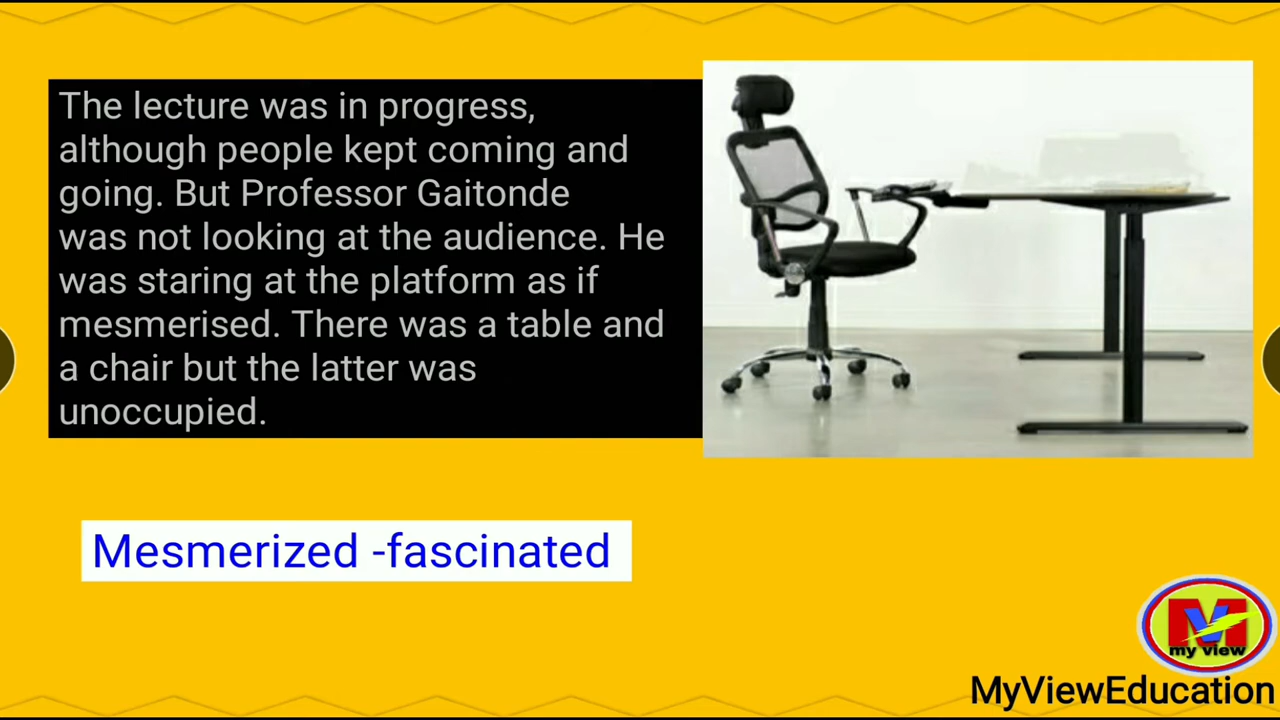 The lecture was in progress,
although people kept coming and
going. But Professor Gaitonde
was not looking at the audience. He
was staring at the platform as if
mesmerised. There was a table and
a chair but the latter was
unoccupied.
Mesmerized -fascinated
M
my view
MyViewEducation